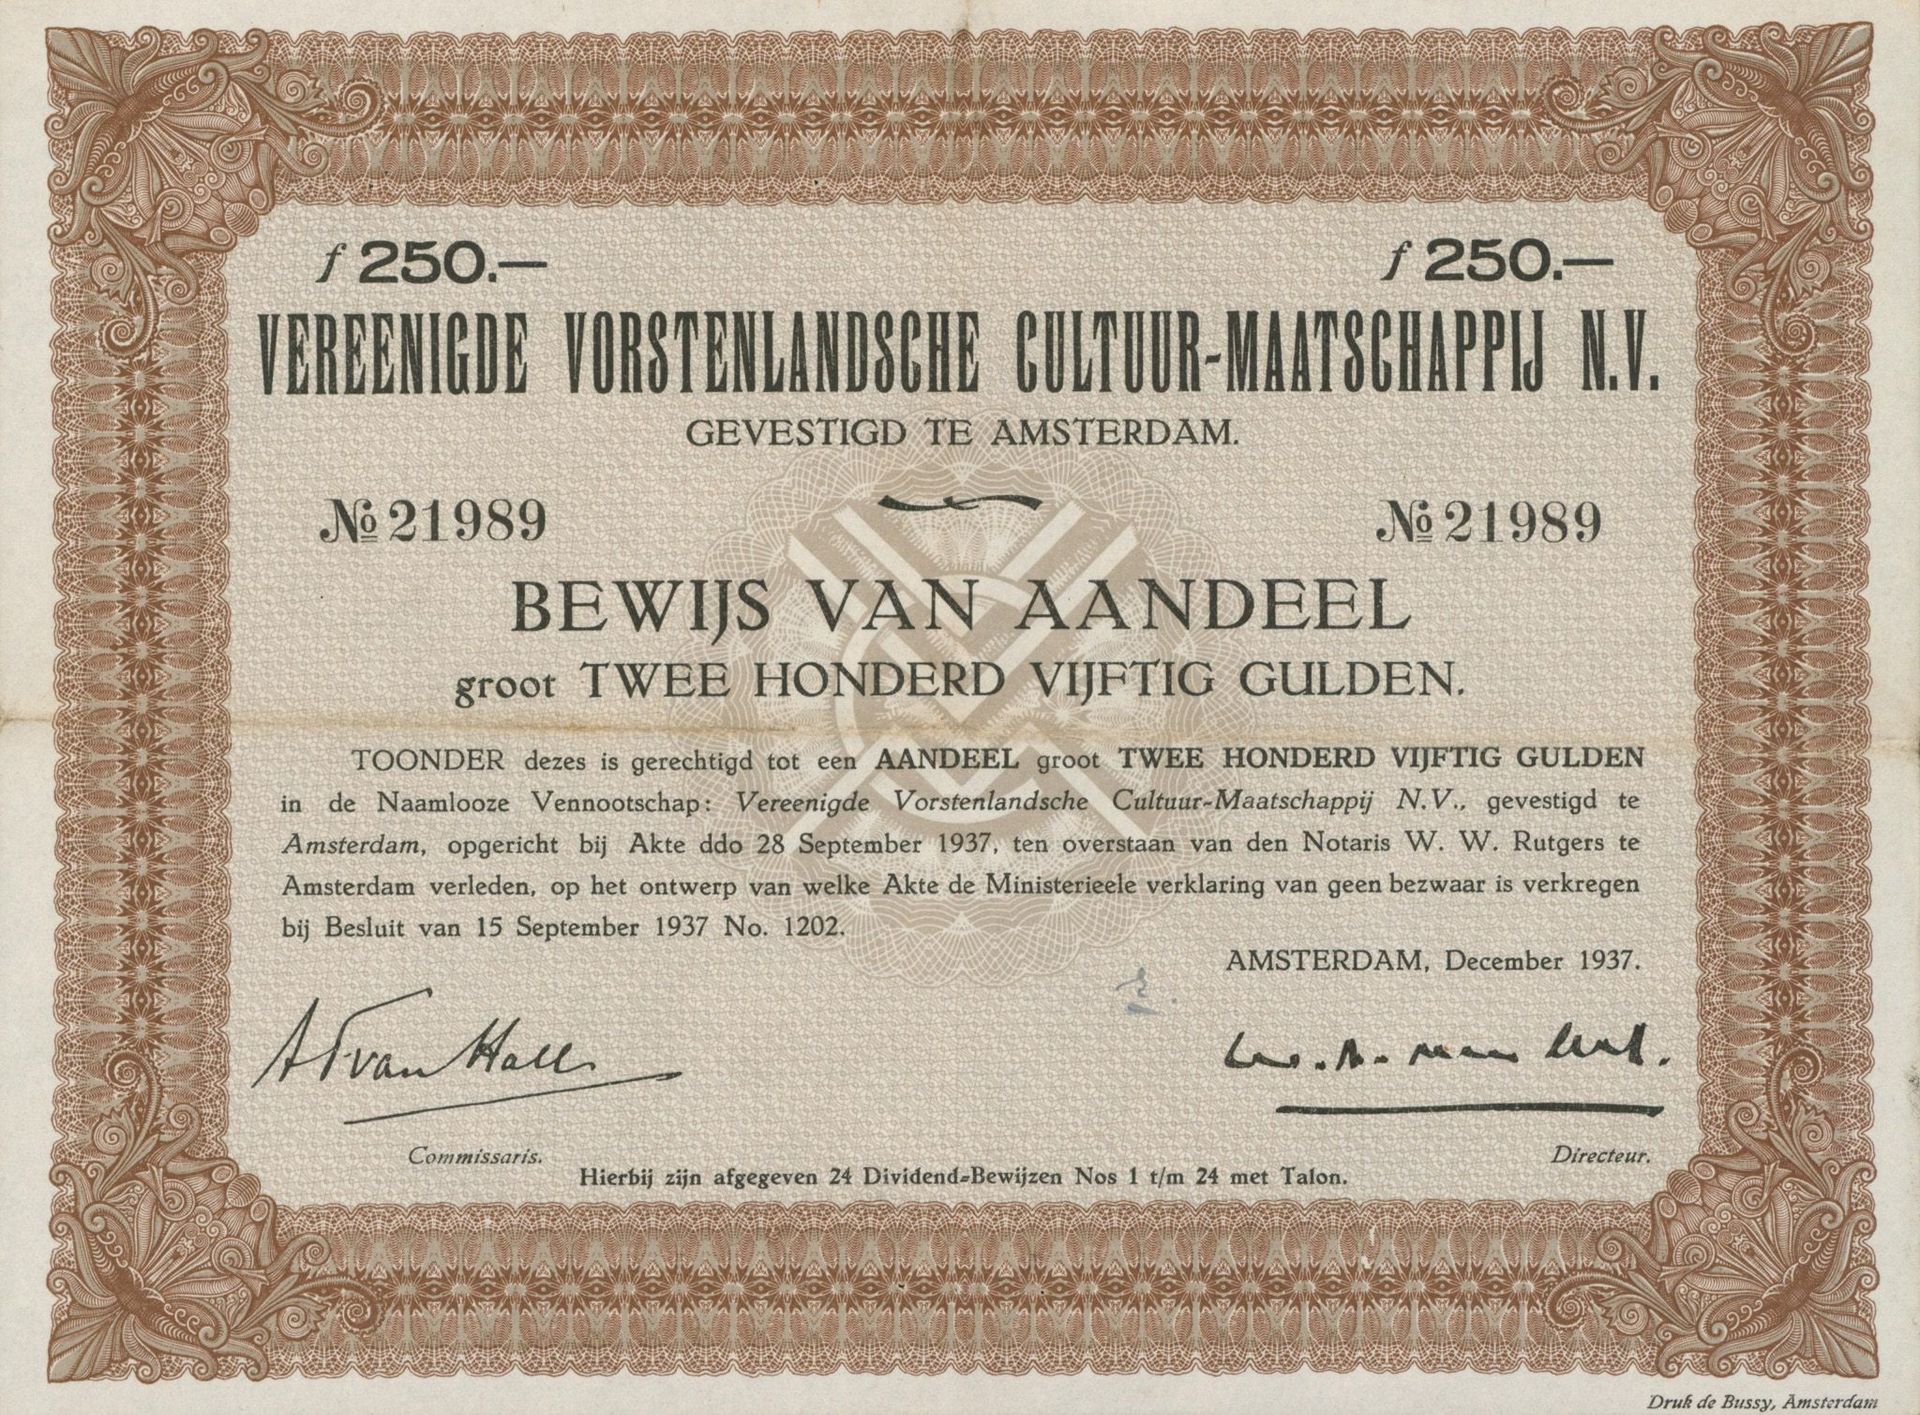 f 250.— f 250.—
VEREENIGDE VORSTENLANDSCHE CULTUUR-MAATSCHAPPIJ N.V.
GEVESTIGD TE AMSTERDAM.
No 21989 No 21989
BEWIJS VAN AANDEEL
groot TWEE HONDERD VIJFTIG GULDEN.
TOONDER dezes is gerechtigd tot een AANDEEL groot TWEE HONDERD VIJFTIG GULDEN
in de Naamlooze Vennootschap: Vereenigde Vorstenlandsche Cultuur-Maatschappij N.V., gevestigd te
Amsterdam, opgericht bij Akte ddo 28 September 1937, ten overstaan van den Notaris W. W. Rutgers te
Amsterdam verleden, op het ontwerp van welke Akte de Ministerieele verklaring van geen bezwaar is verkregen
bij Besluit van 15 September 1937 No. 1202.
AMSTERDAM, December 1937.
van Hall
Commissaris. Directeur.
Hierbij zijn afgegeven 24 Dividend-Bewijzen Nos 1 t/m 24 met Talon.
Druk de Bussy, Amsterdam